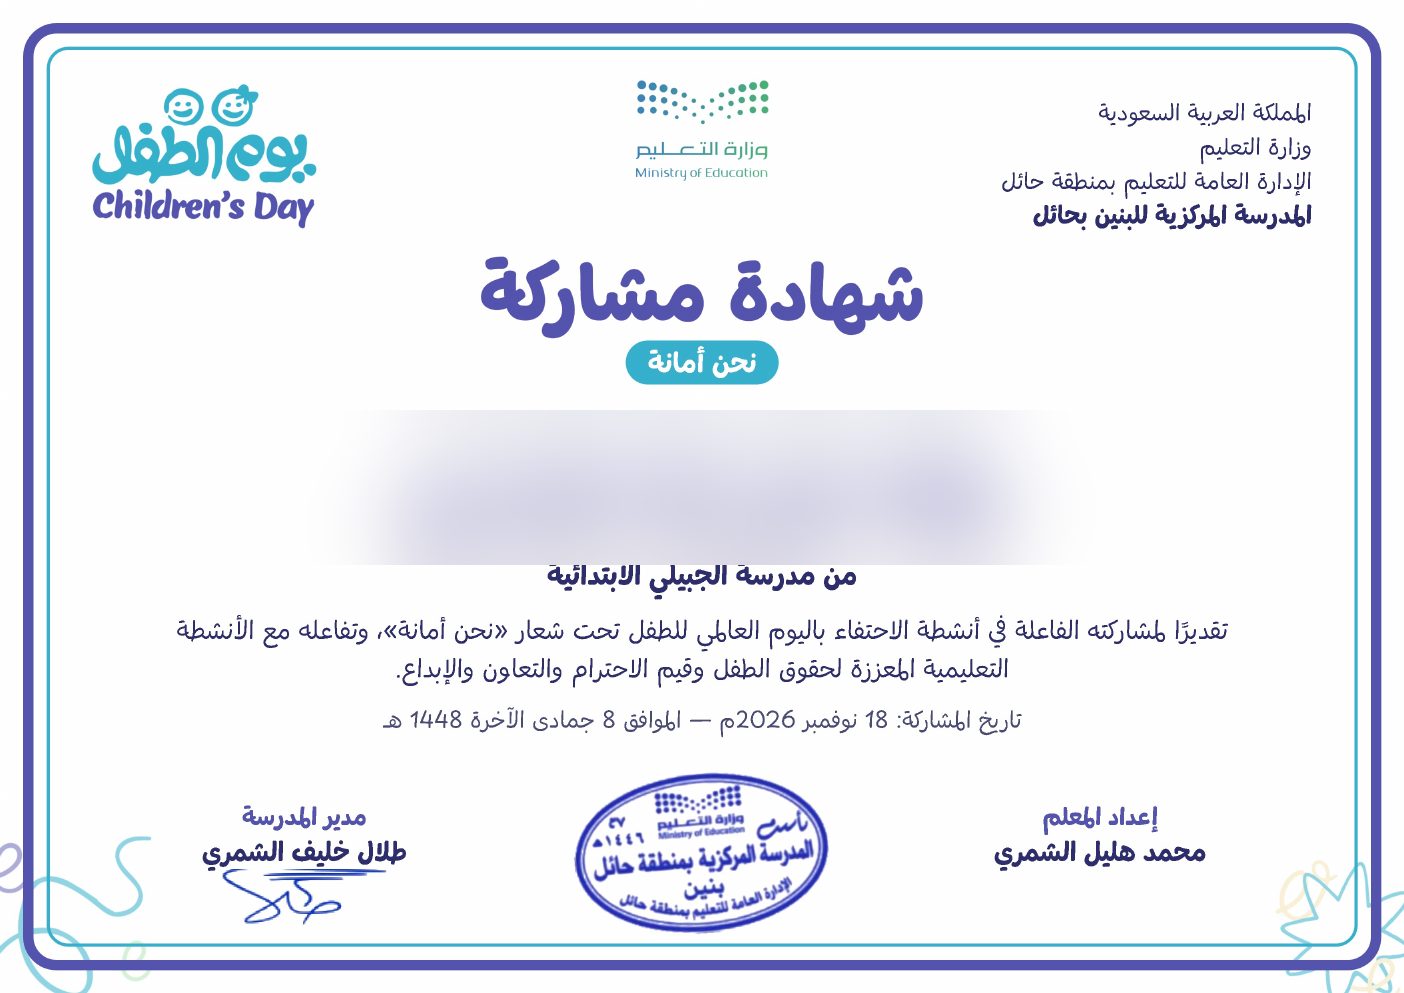 المملكة العربية السعودية
وزارة التعليم
الإدارة العامة للتعليم بمنطقة حائل
المدرسة المركزية للبنين بحائل
وزارة التعـــليم
Ministry of Education
يوم الطفل
Children's Day
شهادة مشاركة
نحن أمانة
من مدرسة الجبيلي الابتدائية
تقديرًا لمشاركته الفاعلة في أنشطة الاحتفاء باليوم العالمي للطفل تحت شعار «نحن أمانة»، وتفاعله مع الأنشطة
التعليمية المعززة لحقوق الطفل وقيم الاحترام والتعاون والإبداع.
تاريخ المشاركة: 18 نوفمبر 2026م — الموافق 8 جمادى الآخرة 1448 هـ
إعداد المعلم
محمد هليل الشمري
وزارة التعـــليم
Ministry of Education
تأسست
١٤٤٦هـ
المدرسة المركزية بمنطقة حائل
بنين
الإدارة العامة للتعليم بمنطقة حائل
مدير المدرسة
طلال خليف الشمري